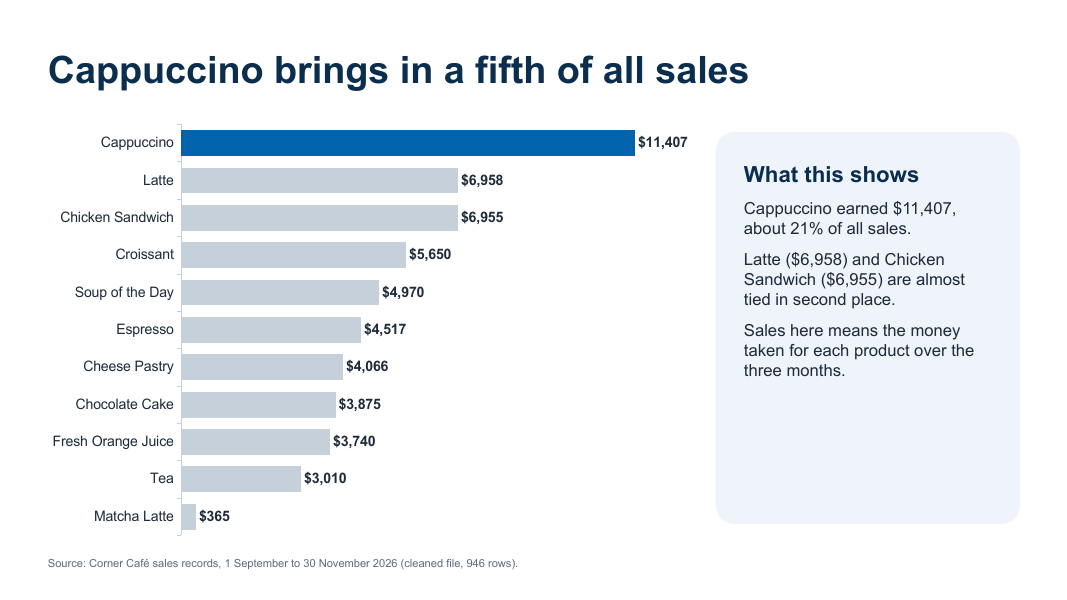 Cappuccino brings in a fifth of all sales
Cappuccino $11,407
Latte $6,958
Chicken Sandwich $6,955
Croissant $5,650
Soup of the Day $4,970
Espresso $4,517
Cheese Pastry $4,066
Chocolate Cake $3,875
Fresh Orange Juice $3,740
Tea $3,010
Matcha Latte $365
What this shows
Cappuccino earned $11,407,
about 21% of all sales.
Latte ($6,958) and Chicken
Sandwich ($6,955) are almost
tied in second place.
Sales here means the money
taken for each product over the
three months.
Source: Corner Café sales records, 1 September to 30 November 2026 (cleaned file, 946 rows).